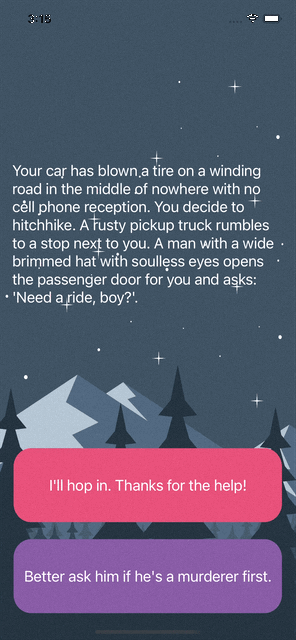 Your car has blown a tire on a winding
road in the middle of nowhere with no
cell phone reception. You decide to
hitchhike. A rusty pickup truck rumbles
to a stop next to you. A man with a wide
brimmed hat with soulless eyes opens
the passenger door for you and asks:
'Need a ride, boy?'.
I'll hop in. Thanks for the help!
Better ask him if he's a murderer first.